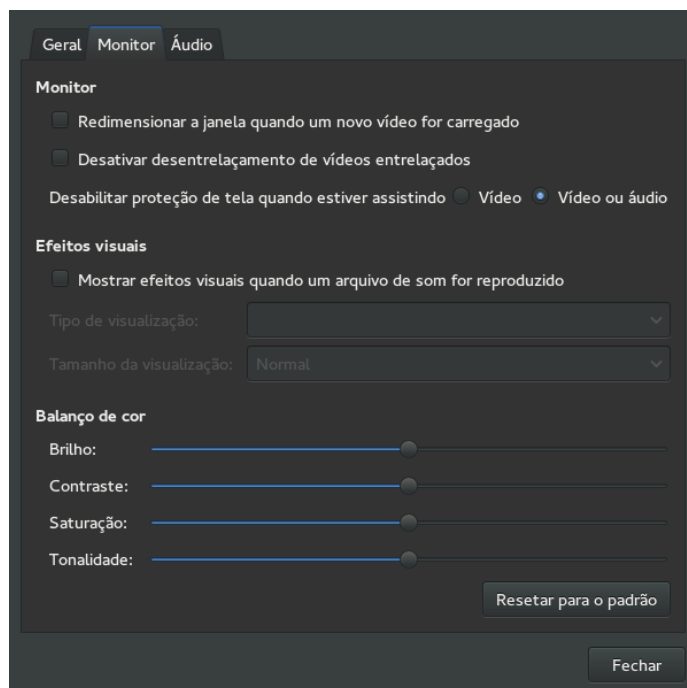 Geral Monitor Áudio
Monitor
Redimensionar a janela quando um novo vídeo for carregado
Desativar desentrelaçamento de vídeos entrelaçados
Desabilitar proteção de tela quando estiver assistindo Vídeo Vídeo ou áudio
Efeitos visuais
Mostrar efeitos visuais quando um arquivo de som for reproduzido
Tipo de visualização:
Tamanho da visualização: Normal
Balanço de cor
Brilho:
Contraste:
Saturação:
Tonalidade:
Resetar para o padrão
Fechar